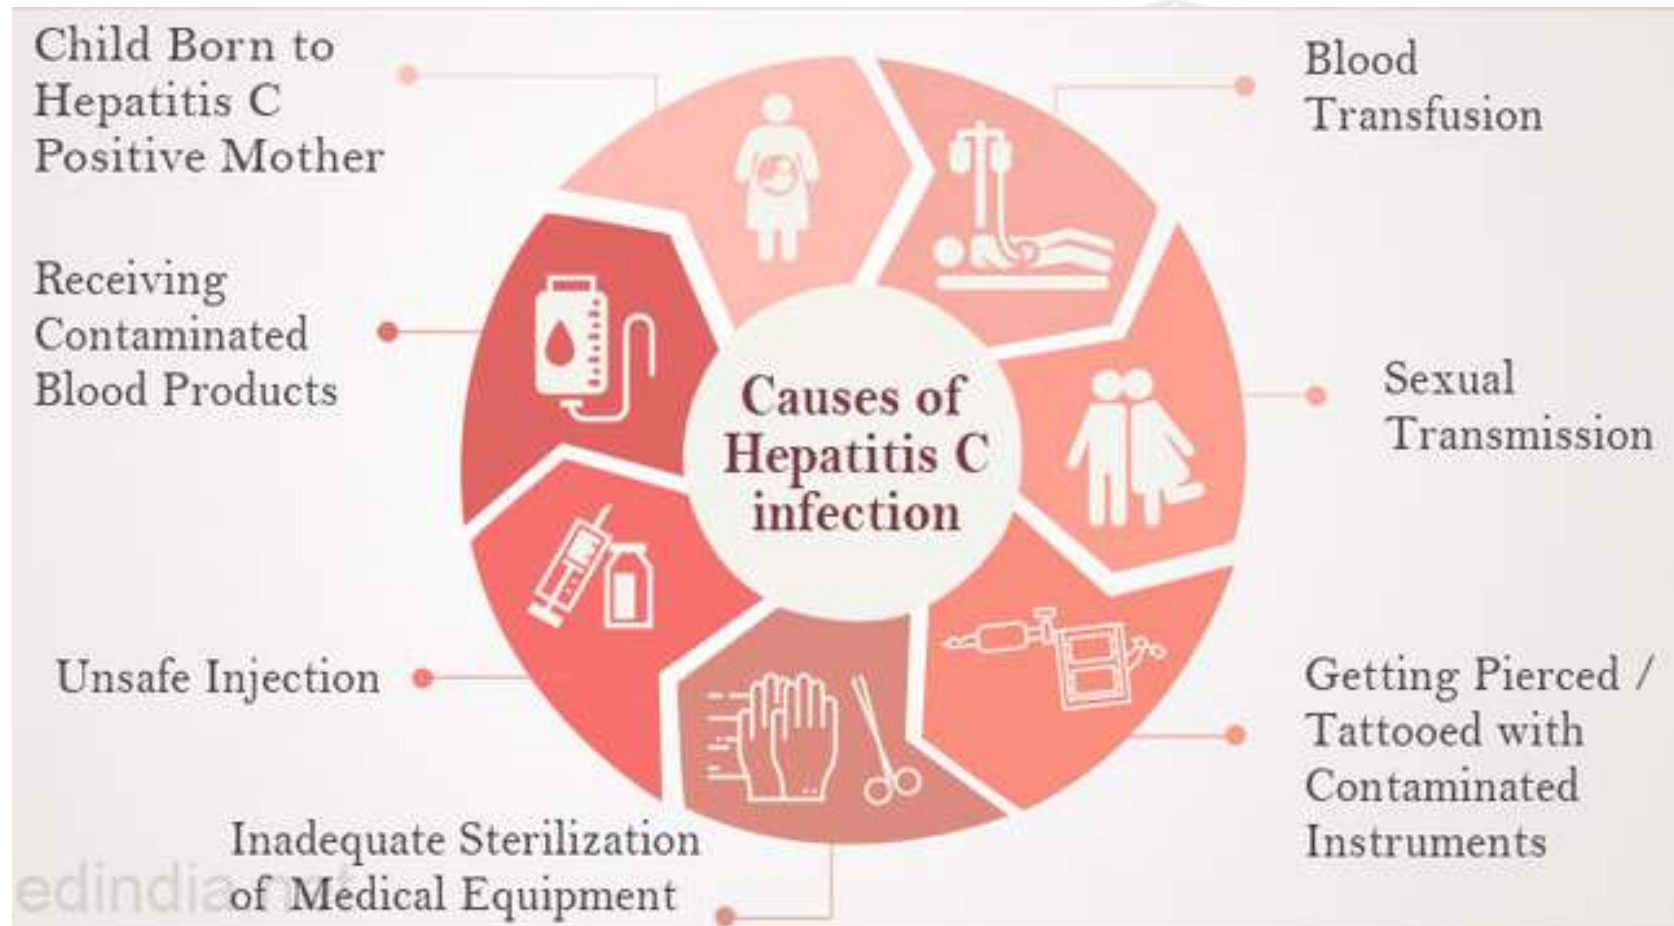 Child Born to
Hepatitis C
Positive Mother
Blood
Transfusion
Receiving
Contaminated
Blood Products
Causes of
Hepatitis C
infection
Sexual
Transmission
Unsafe Injection
Getting Pierced /
Tattooed with
Contaminated
Instruments
Inadequate Sterilization
of Medical Equipment